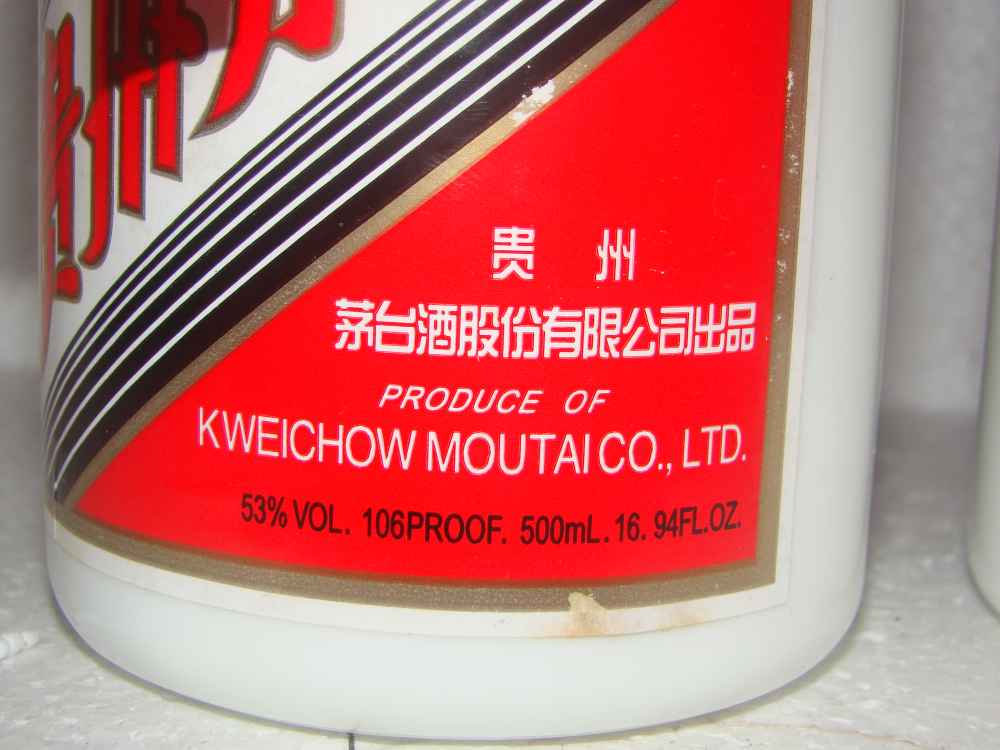 贵 州
茅台酒股份有限公司出品
PRODUCE OF
KWEICHOW MOUTAI CO., LTD.
53% VOL. 106PROOF. 500mL. 16. 94FL.OZ.